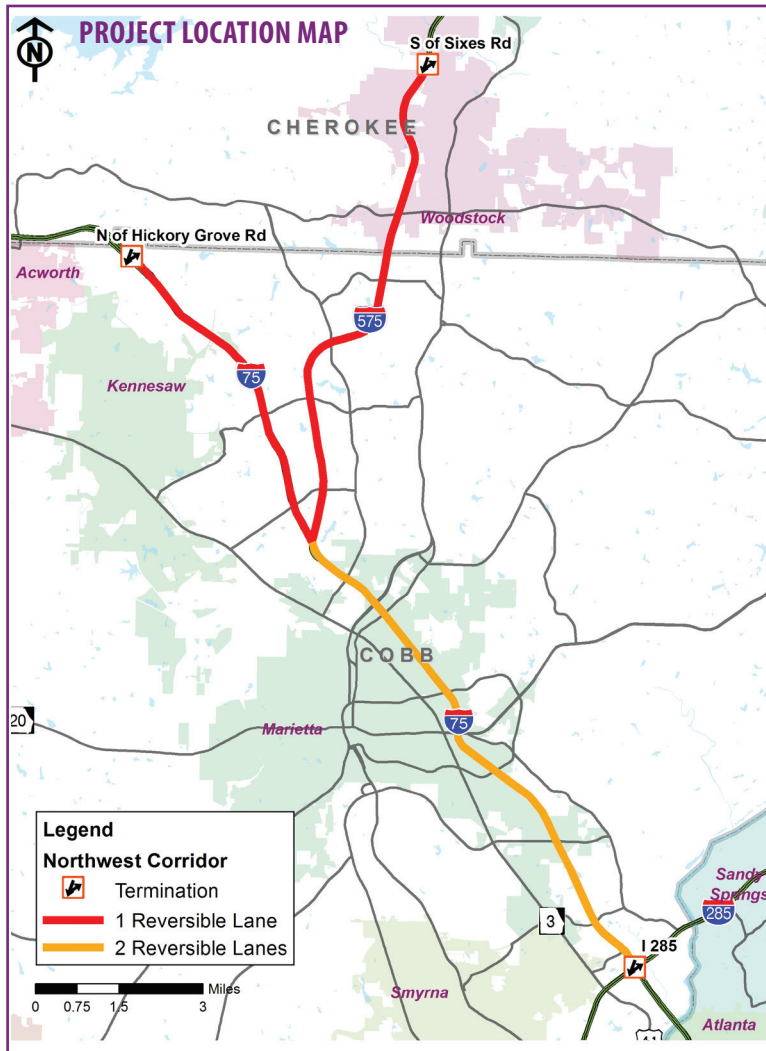 PROJECT LOCATION MAP
N
S of Sixes Rd
CHEROKEE
Woodstock
N of Hickory Grove Rd
Acworth
575
75
Kennesaw
COBB
75
20
Marietta
Legend
Northwest Corridor
Termination
1 Reversible Lane
2 Reversible Lanes
Sandy
Springs
285
3
I 285
Miles
0 0.75 1.5 3
Smyrna
Atlanta